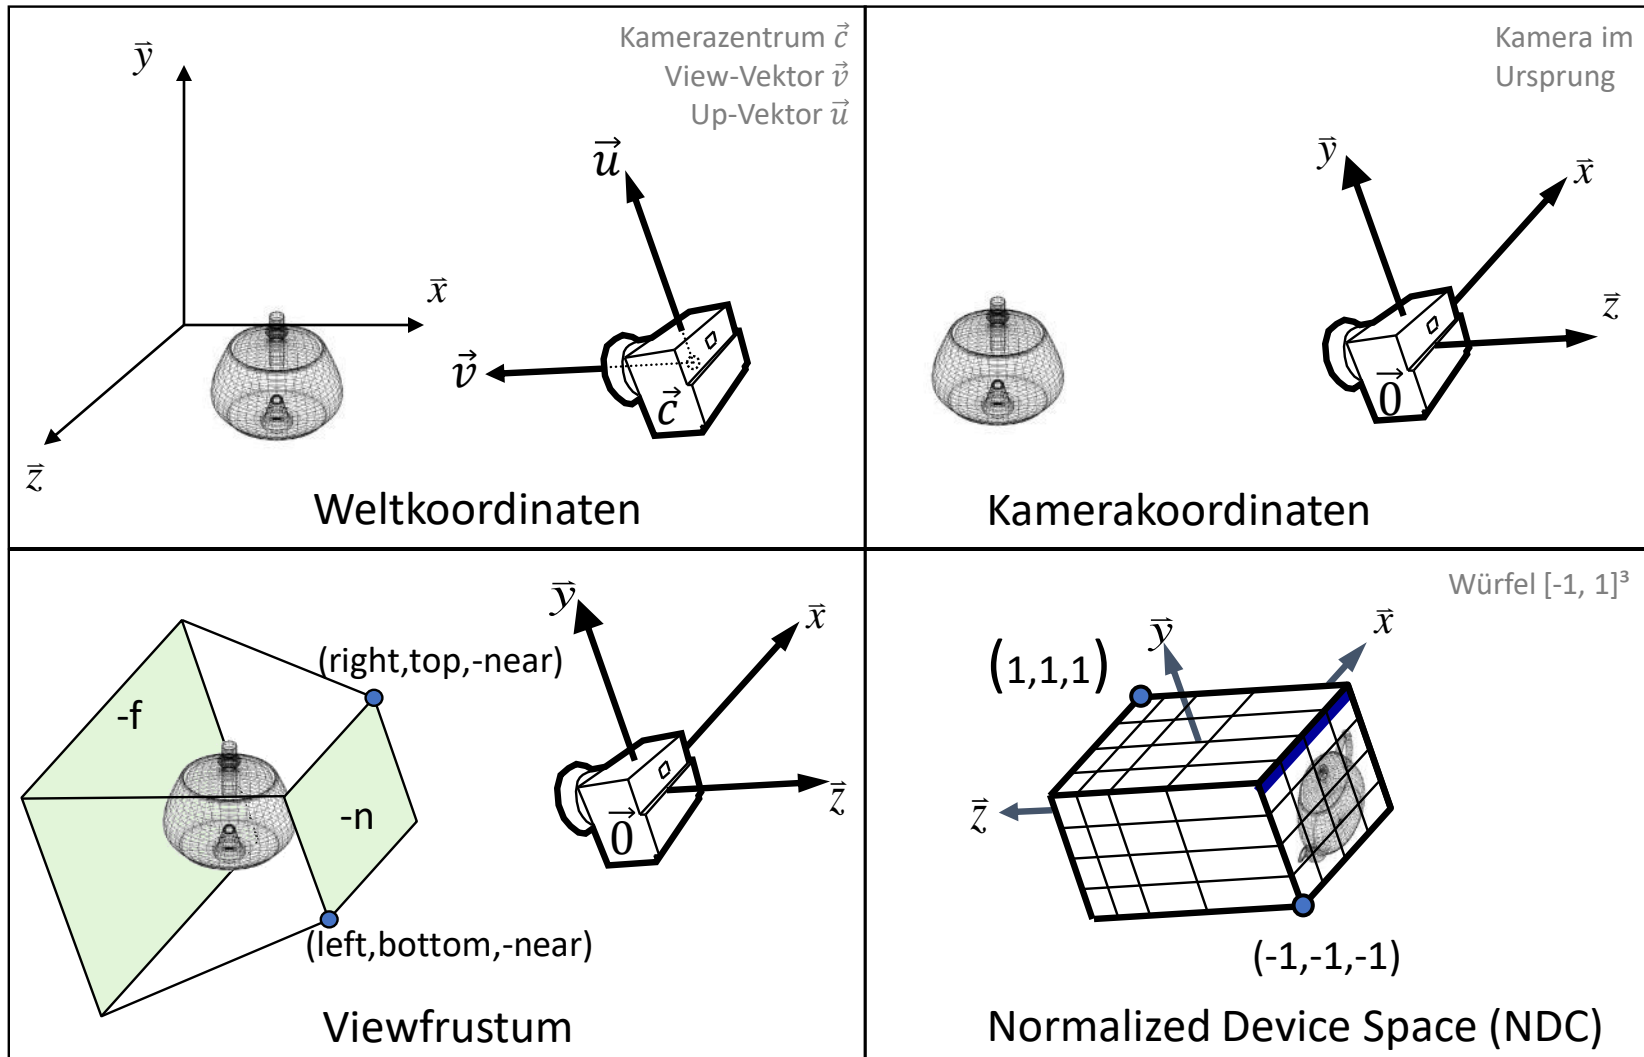 Kamerazentrum c⃗
View-Vektor v⃗
Up-Vektor u⃗
y⃗
x⃗
z⃗
u⃗
v⃗
c⃗
Weltkoordinaten
Kamera im
Ursprung
y⃗
x⃗
z⃗
0⃗
Kamerakoordinaten
(right,top,-near)
-f
-n
(left,bottom,-near)
y⃗
x⃗
z⃗
0⃗
Viewfrustum
Würfel [-1, 1]³
(1,1,1)
y⃗
x⃗
z⃗
(-1,-1,-1)
Normalized Device Space (NDC)